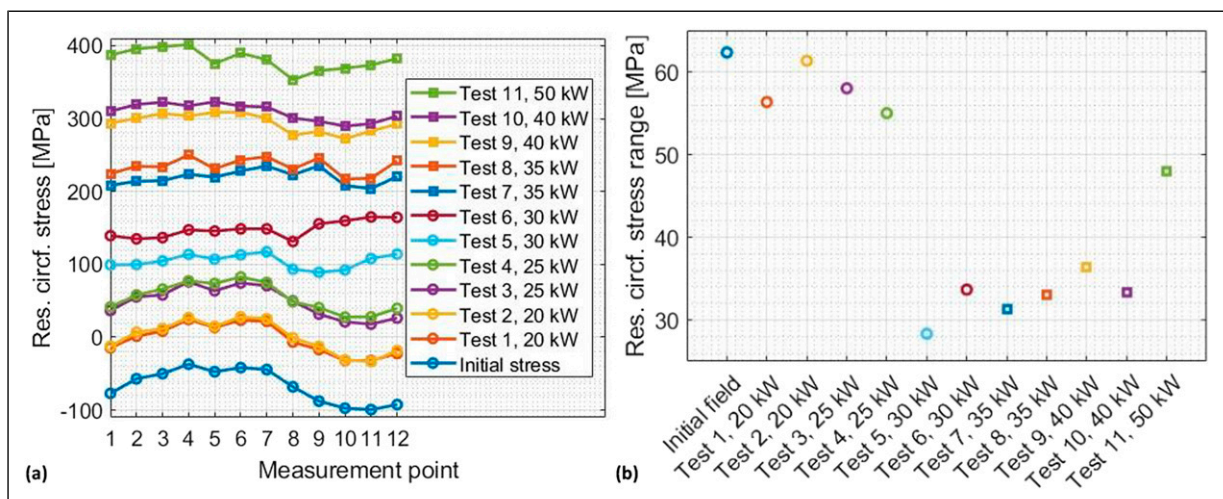 Res. circf. stress [MPa]
400
300
200
100
0
-100
1 2 3 4 5 6 7 8 9 10 11 12
Measurement point
(a)
Test 11, 50 kW
Test 10, 40 kW
Test 9, 40 kW
Test 8, 35 kW
Test 7, 35 kW
Test 6, 30 kW
Test 5, 30 kW
Test 4, 25 kW
Test 3, 25 kW
Test 2, 20 kW
Test 1, 20 kW
Initial stress
Res. circf. stress range [MPa]
60
50
40
30
Initial field
Test 1, 20 kW
Test 2, 20 kW
Test 3, 25 kW
Test 4, 25 kW
Test 5, 30 kW
Test 6, 30 kW
Test 7, 35 kW
Test 8, 35 kW
Test 9, 40 kW
Test 10, 40 kW
Test 11, 50 kW
(b)